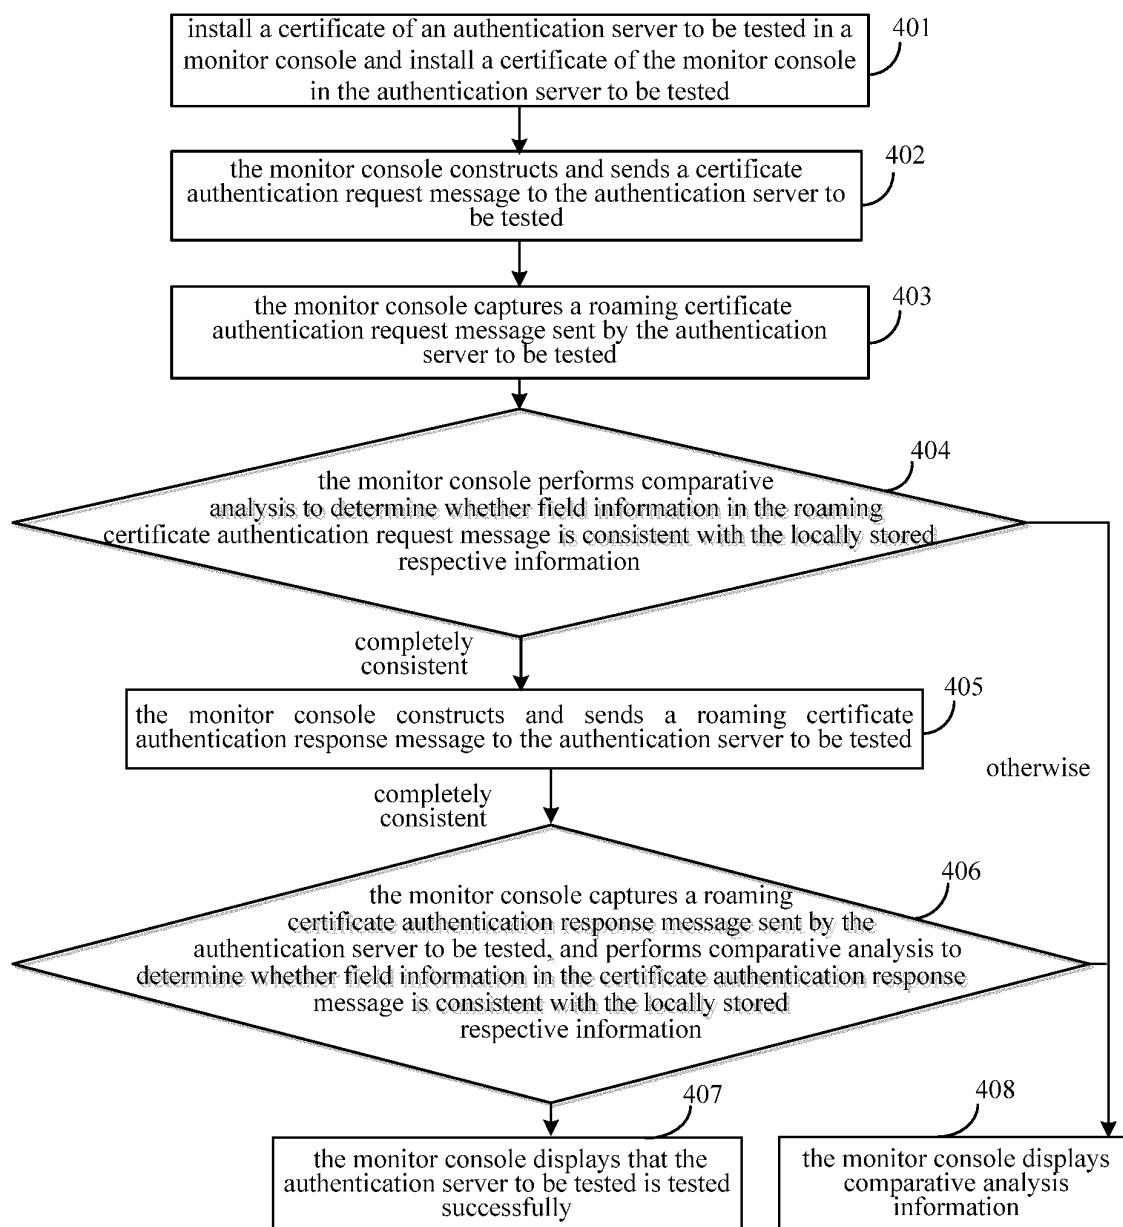 install a certificate of an authentication server to be tested in a
monitor console and install a certificate of the monitor console
in the authentication server to be tested
401
the monitor console constructs and sends a certificate
authentication request message to the authentication server to
be tested
402
the monitor console captures a roaming certificate
authentication request message sent by the authentication
server to be tested
403
the monitor console performs comparative
analysis to determine whether field information in the roaming
certificate authentication request message is consistent with the locally stored
respective information
404
completely
consistent
the monitor console constructs and sends a roaming certificate
authentication response message to the authentication server to be tested
405
otherwise
completely
consistent
the monitor console captures a roaming
certificate authentication response message sent by the
authentication server to be tested, and performs comparative analysis to
determine whether field information in the certificate authentication response
message is consistent with the locally stored
respective information
406
the monitor console displays that the
authentication server to be tested is tested
successfully
407
the monitor console displays
comparative analysis
information
408